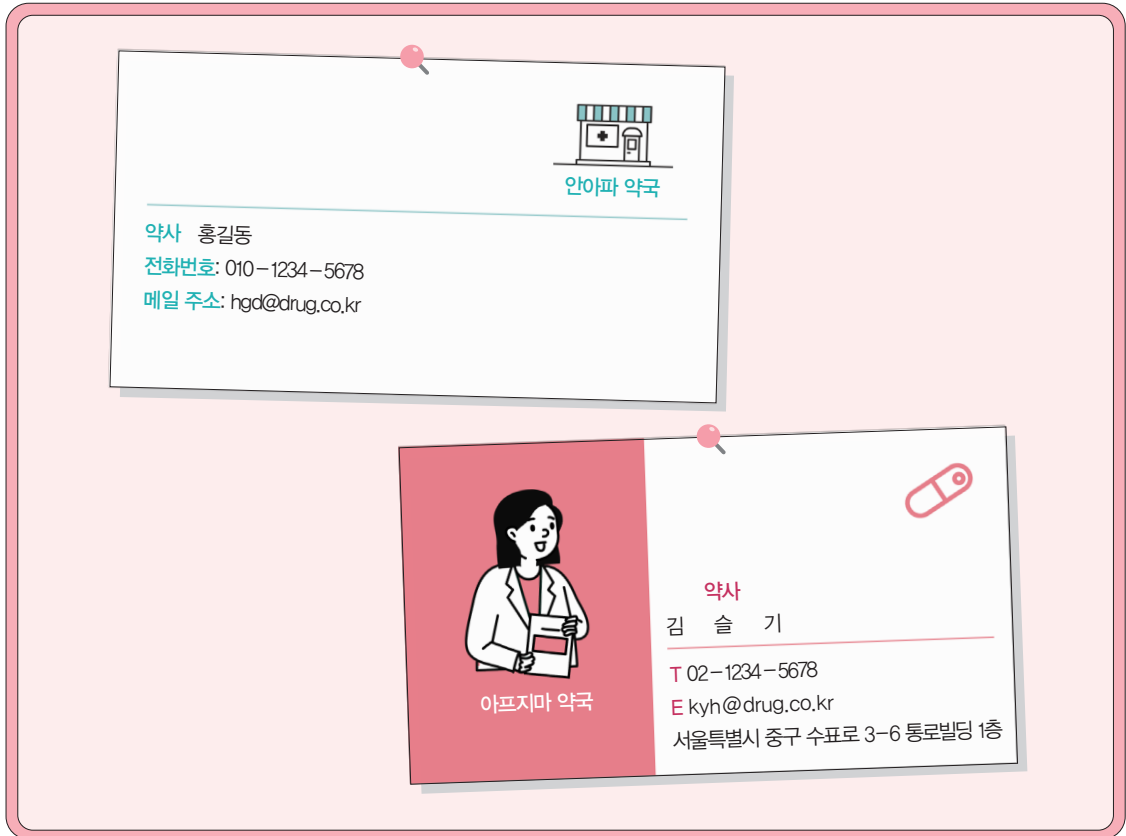 안아파 약국
약사 홍길동
전화번호: 010-1234-5678
메일 주소: hgd@drug.co.kr
약사
김 슬 기
T 02-1234-5678
E kyh@drug.co.kr
서울특별시 중구 수표로 3-6 통로빌딩 1층
아프지마 약국